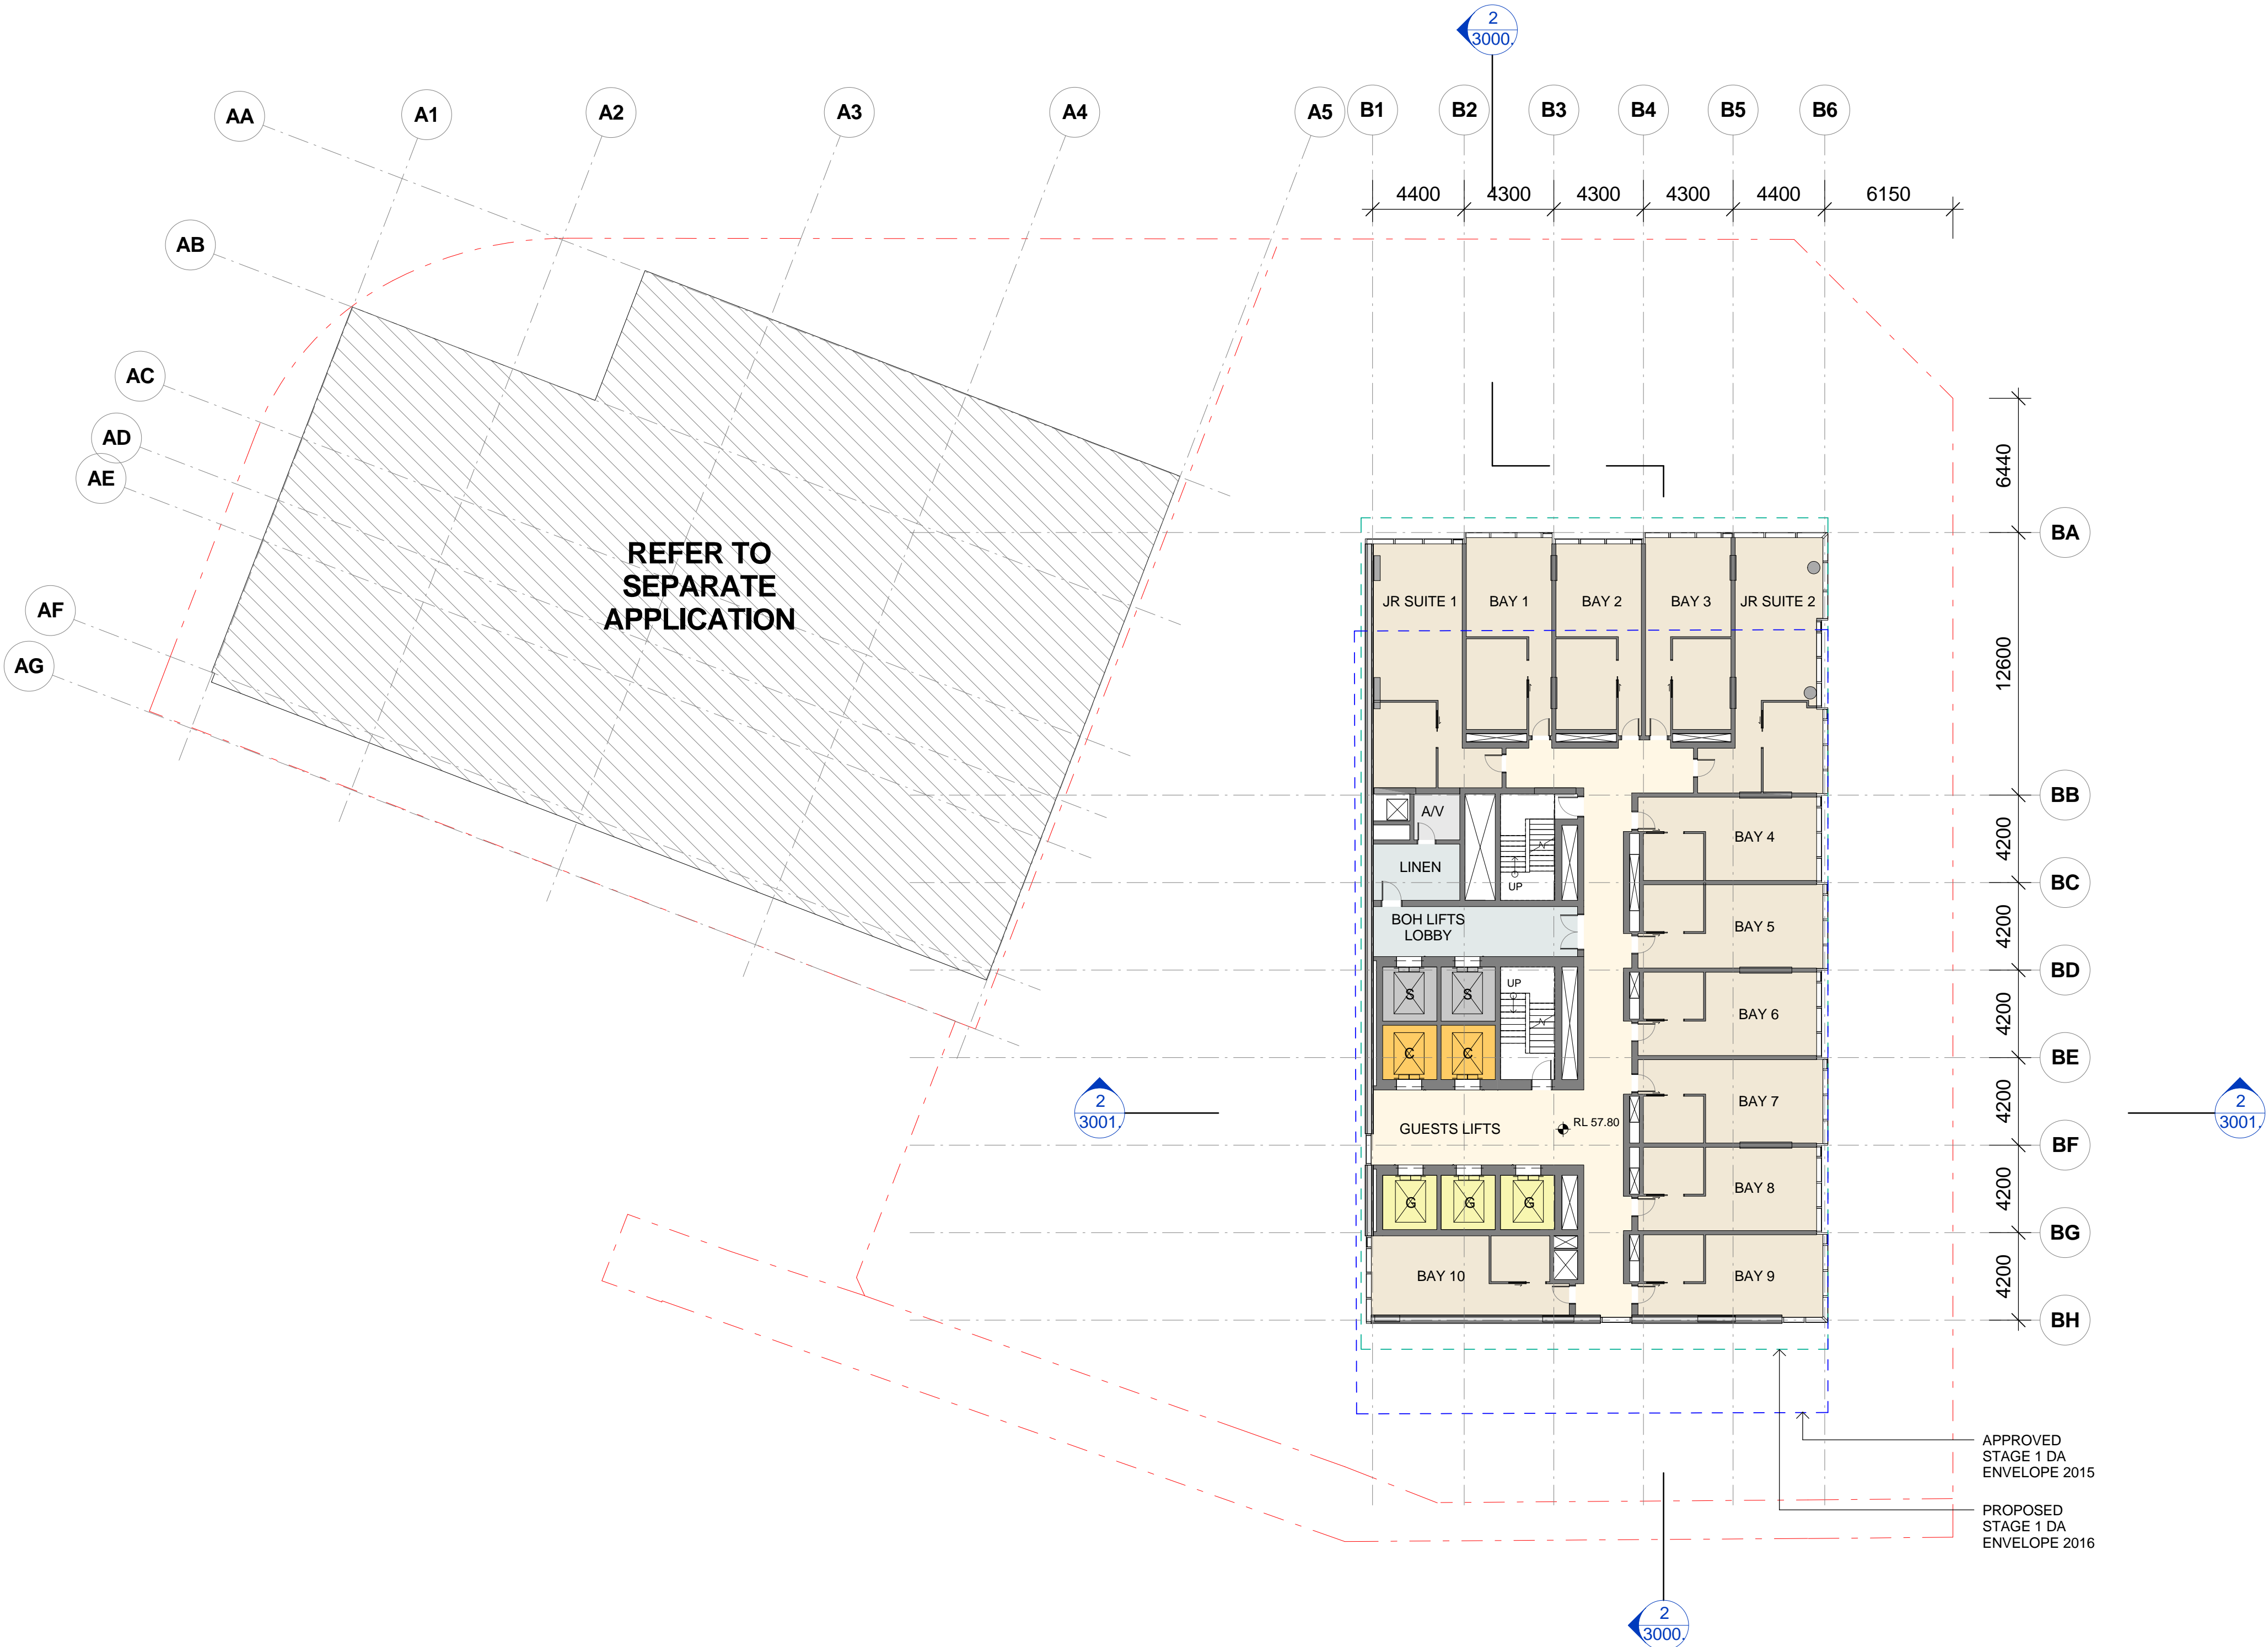 2
3000.
AA
A1
A2
A3
A4
A5
B1
B2
B3
B4
B5
B6
4400
4300
4300
4300
4400
6150
AB
AC
AD
AE
AF
AG
REFER TO
SEPARATE
APPLICATION
6440
BA
12600
JR SUITE 1
BAY 1
BAY 2
BAY 3
JR SUITE 2
BB
A/V
BAY 4
4200
LINEN
UP
BC
BOH LIFTS
LOBBY
BAY 5
4200
BD
UP
S
S
BAY 6
4200
C
C
BE
2
3001.
GUESTS LIFTS
RL 57.80
BAY 7
4200
2
3001.
BF
G
G
G
BAY 8
4200
BG
BAY 10
BAY 9
4200
BH
APPROVED
STAGE 1 DA
ENVELOPE 2015
PROPOSED
STAGE 1 DA
ENVELOPE 2016
2
3000.